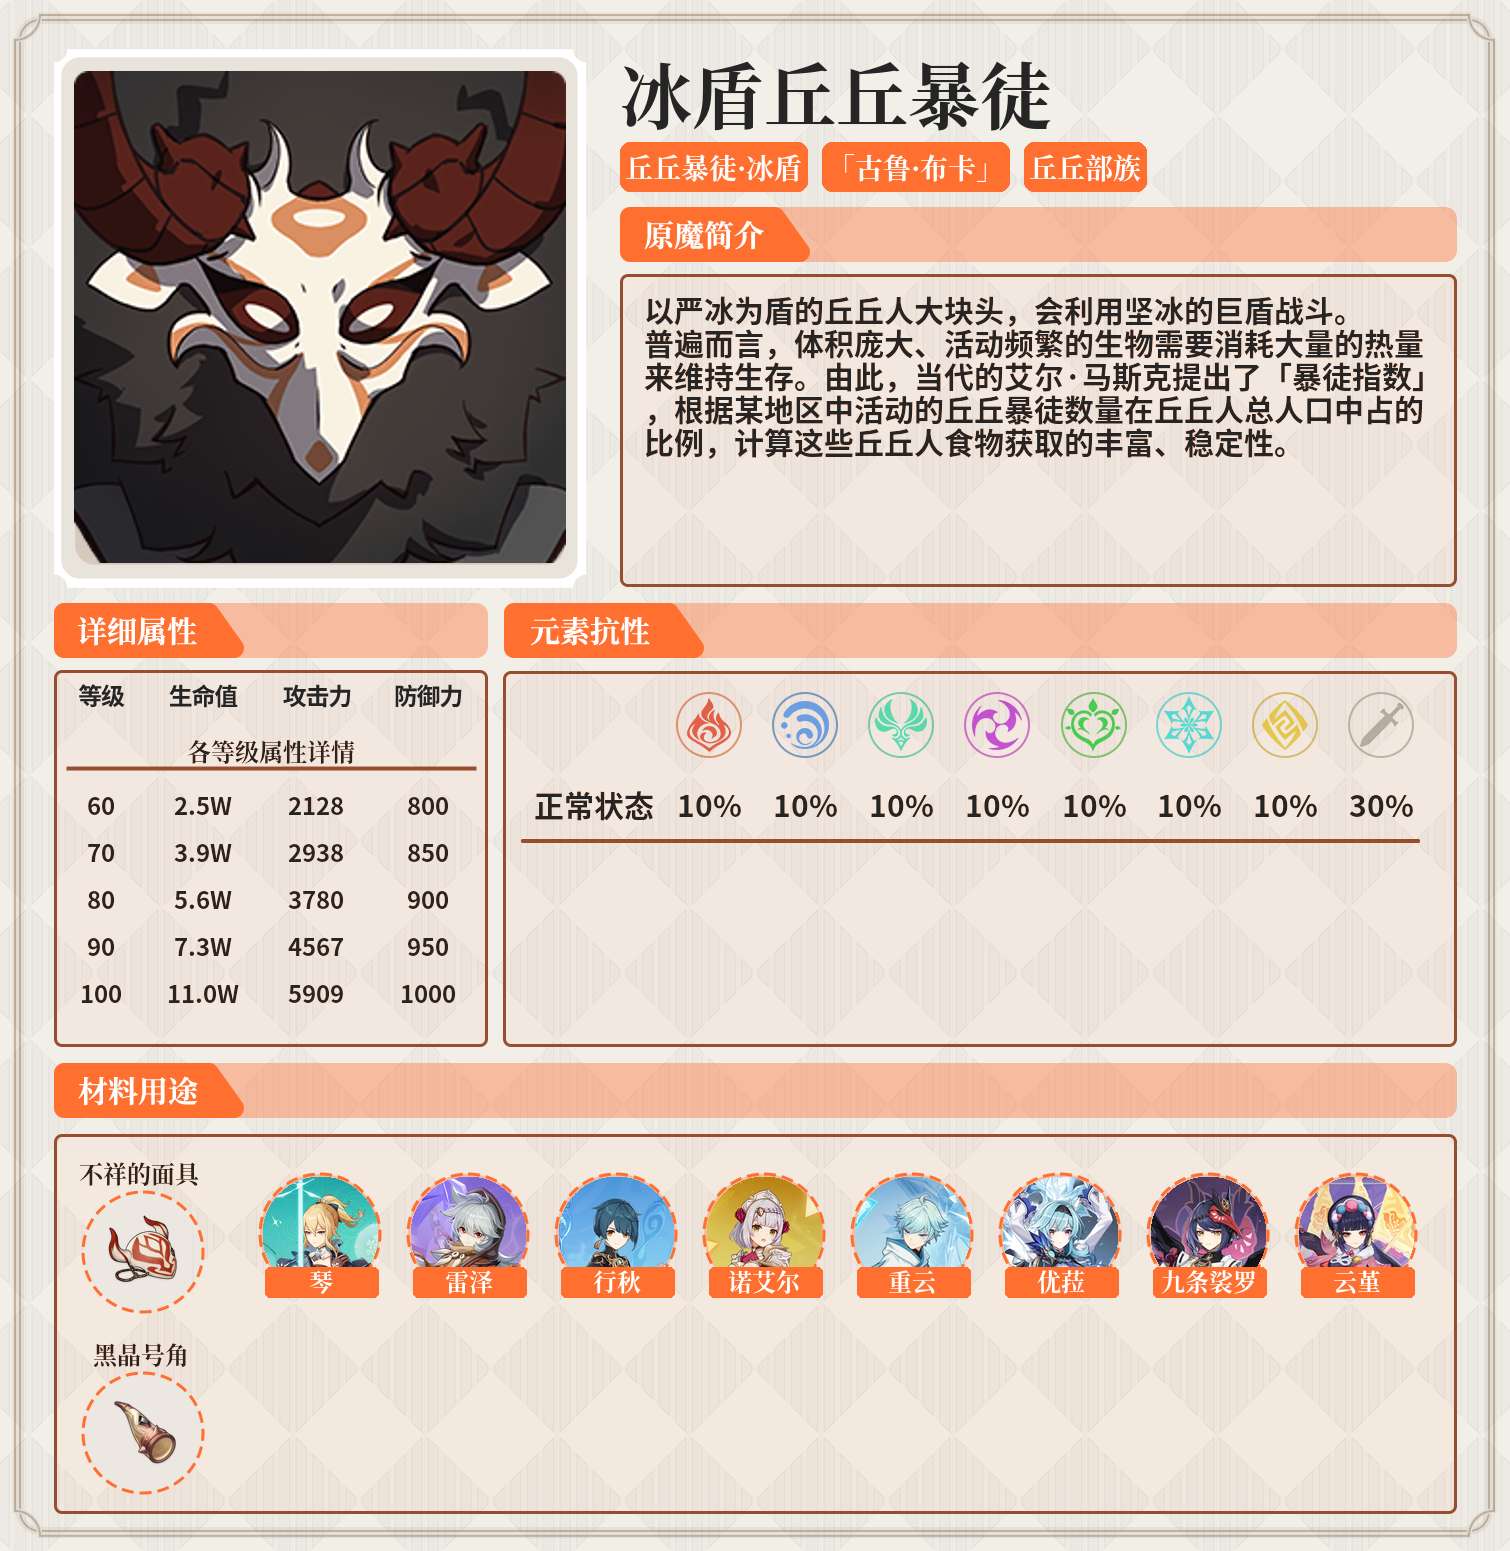 冰盾丘丘暴徒
丘丘暴徒·冰盾 「古鲁·布卡」 丘丘部族
原魔简介
以严冰为盾的丘丘人大块头，会利用坚冰的巨盾战斗。
普遍而言，体积庞大、活动频繁的生物需要消耗大量的热量
来维持生存。由此，当代的艾尔·马斯克提出了「暴徒指数」
，根据某地区中活动的丘丘暴徒数量在丘丘人总人口中占的
比例，计算这些丘丘人食物获取的丰富、稳定性。
详细属性
等级 生命值 攻击力 防御力
各等级属性详情
60 2.5W 2128 800
70 3.9W 2938 850
80 5.6W 3780 900
90 7.3W 4567 950
100 11.0W 5909 1000
元素抗性
正常状态 10% 10% 10% 10% 10% 10% 10% 30%
材料用途
不祥的面具
琴 雷泽 行秋 诺艾尔 重云 优菈 九条裟罗 云堇
黑晶号角